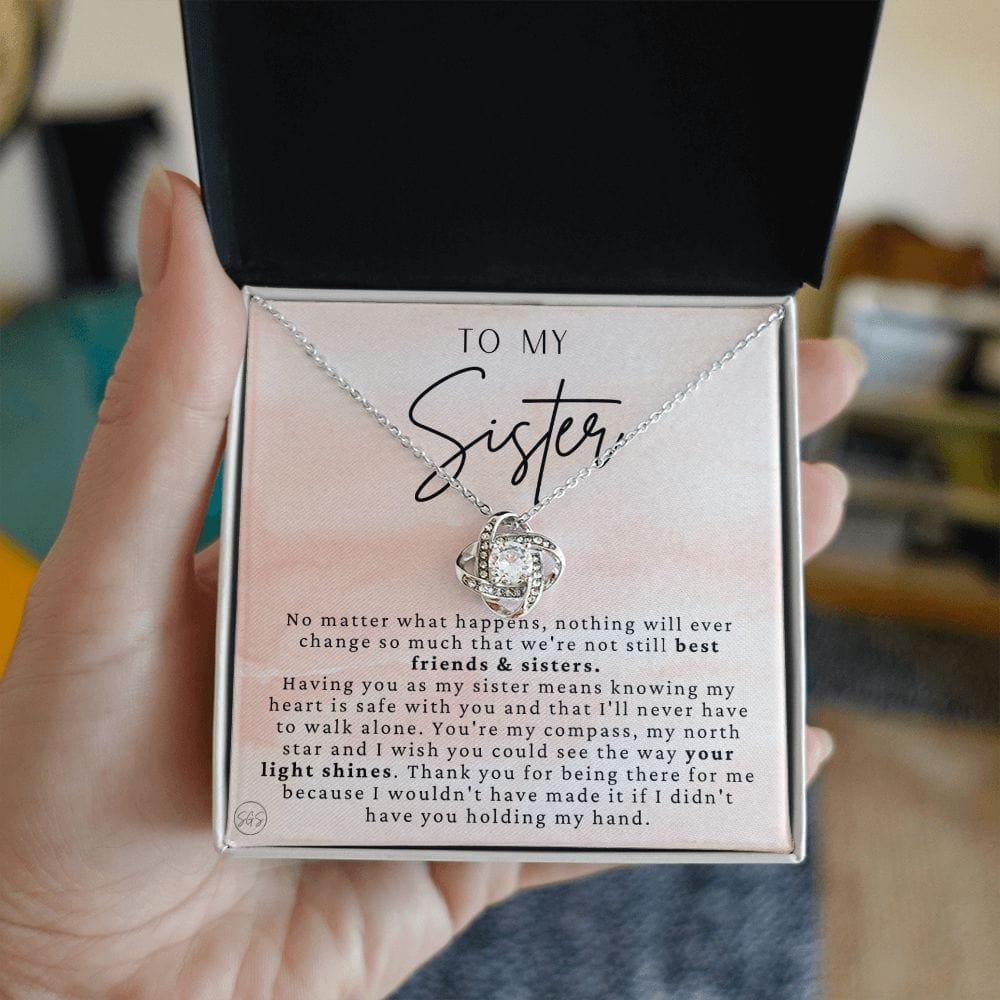 TO MY
Sister,
No matter what happens, nothing will ever
change so much that we're not still best
friends & sisters.
Having you as my sister means knowing my
heart is safe with you and that I'll never have
to walk alone. You're my compass, my north
star and I wish you could see the way your
light shines. Thank you for being there for me
because I wouldn't have made it if I didn't
have you holding my hand.
SGS